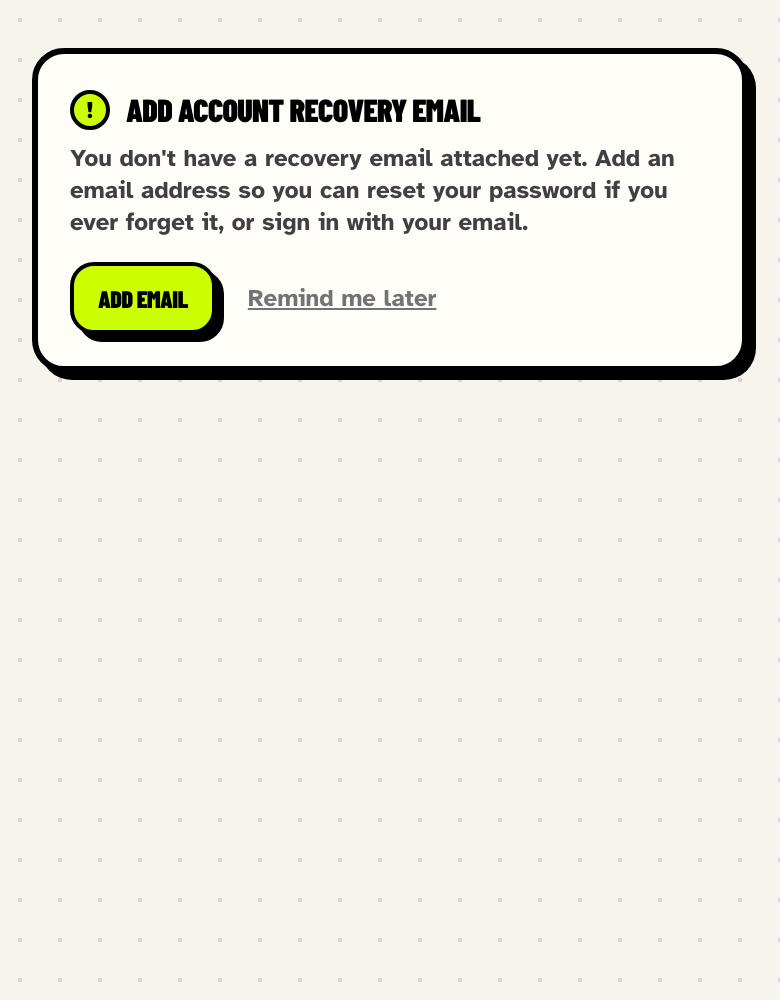 !
ADD ACCOUNT RECOVERY EMAIL
You don't have a recovery email attached yet. Add an
email address so you can reset your password if you
ever forget it, or sign in with your email.
ADD EMAIL
Remind me later